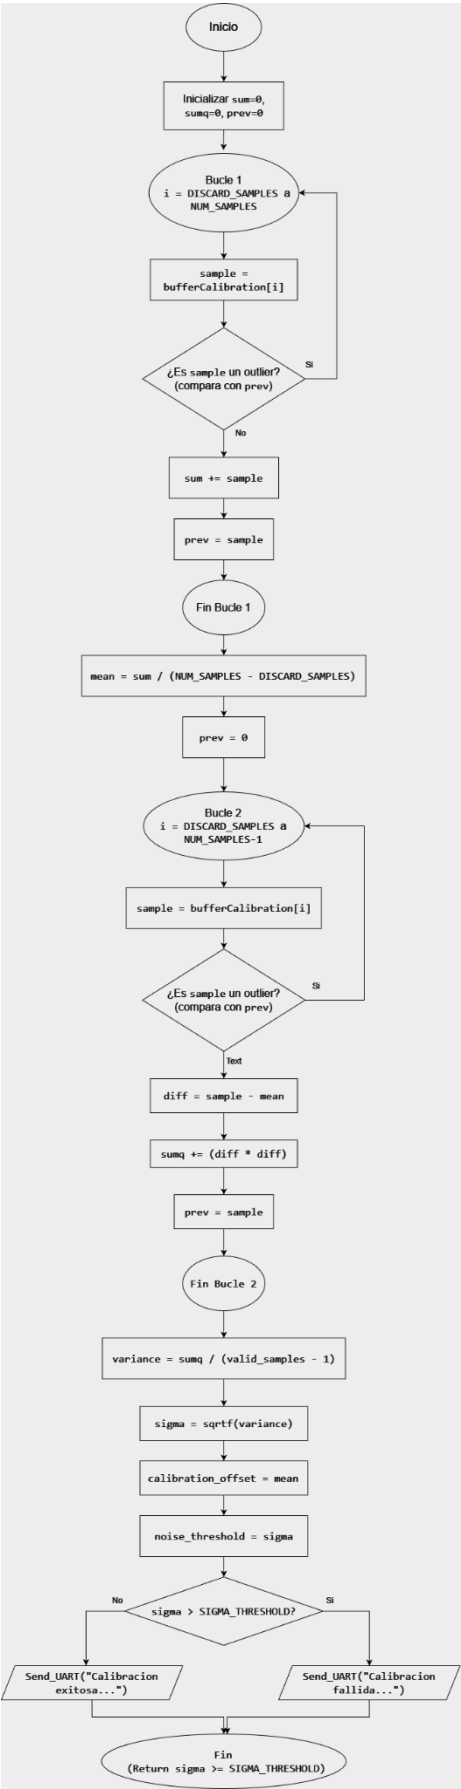 Inicio
Inicializar sum=0,
sumq=0, prev=0
Bucle 1
i = DISCARD_SAMPLES a
NUM_SAMPLES
sample =
bufferCalibration[i]
¿Es sample un outlier?
(compara con prev)
Si
No
sum += sample
prev = sample
Fin Bucle 1
mean = sum / (NUM_SAMPLES - DISCARD_SAMPLES)
prev = 0
Bucle 2
i = DISCARD_SAMPLES a
NUM_SAMPLES-1
sample = bufferCalibration[i]
¿Es sample un outlier?
(compara con prev)
Si
Text
diff = sample - mean
sumq += (diff * diff)
prev = sample
Fin Bucle 2
variance = sumq / (valid_samples - 1)
sigma = sqrtf(variance)
calibration_offset = mean
noise_threshold = sigma
No
sigma > SIGMA_THRESHOLD?
Si
Send_UART("Calibracion
exitosa...")
Send_UART("Calibracion
fallida...")
Fin
(Return sigma >= SIGMA_THRESHOLD)